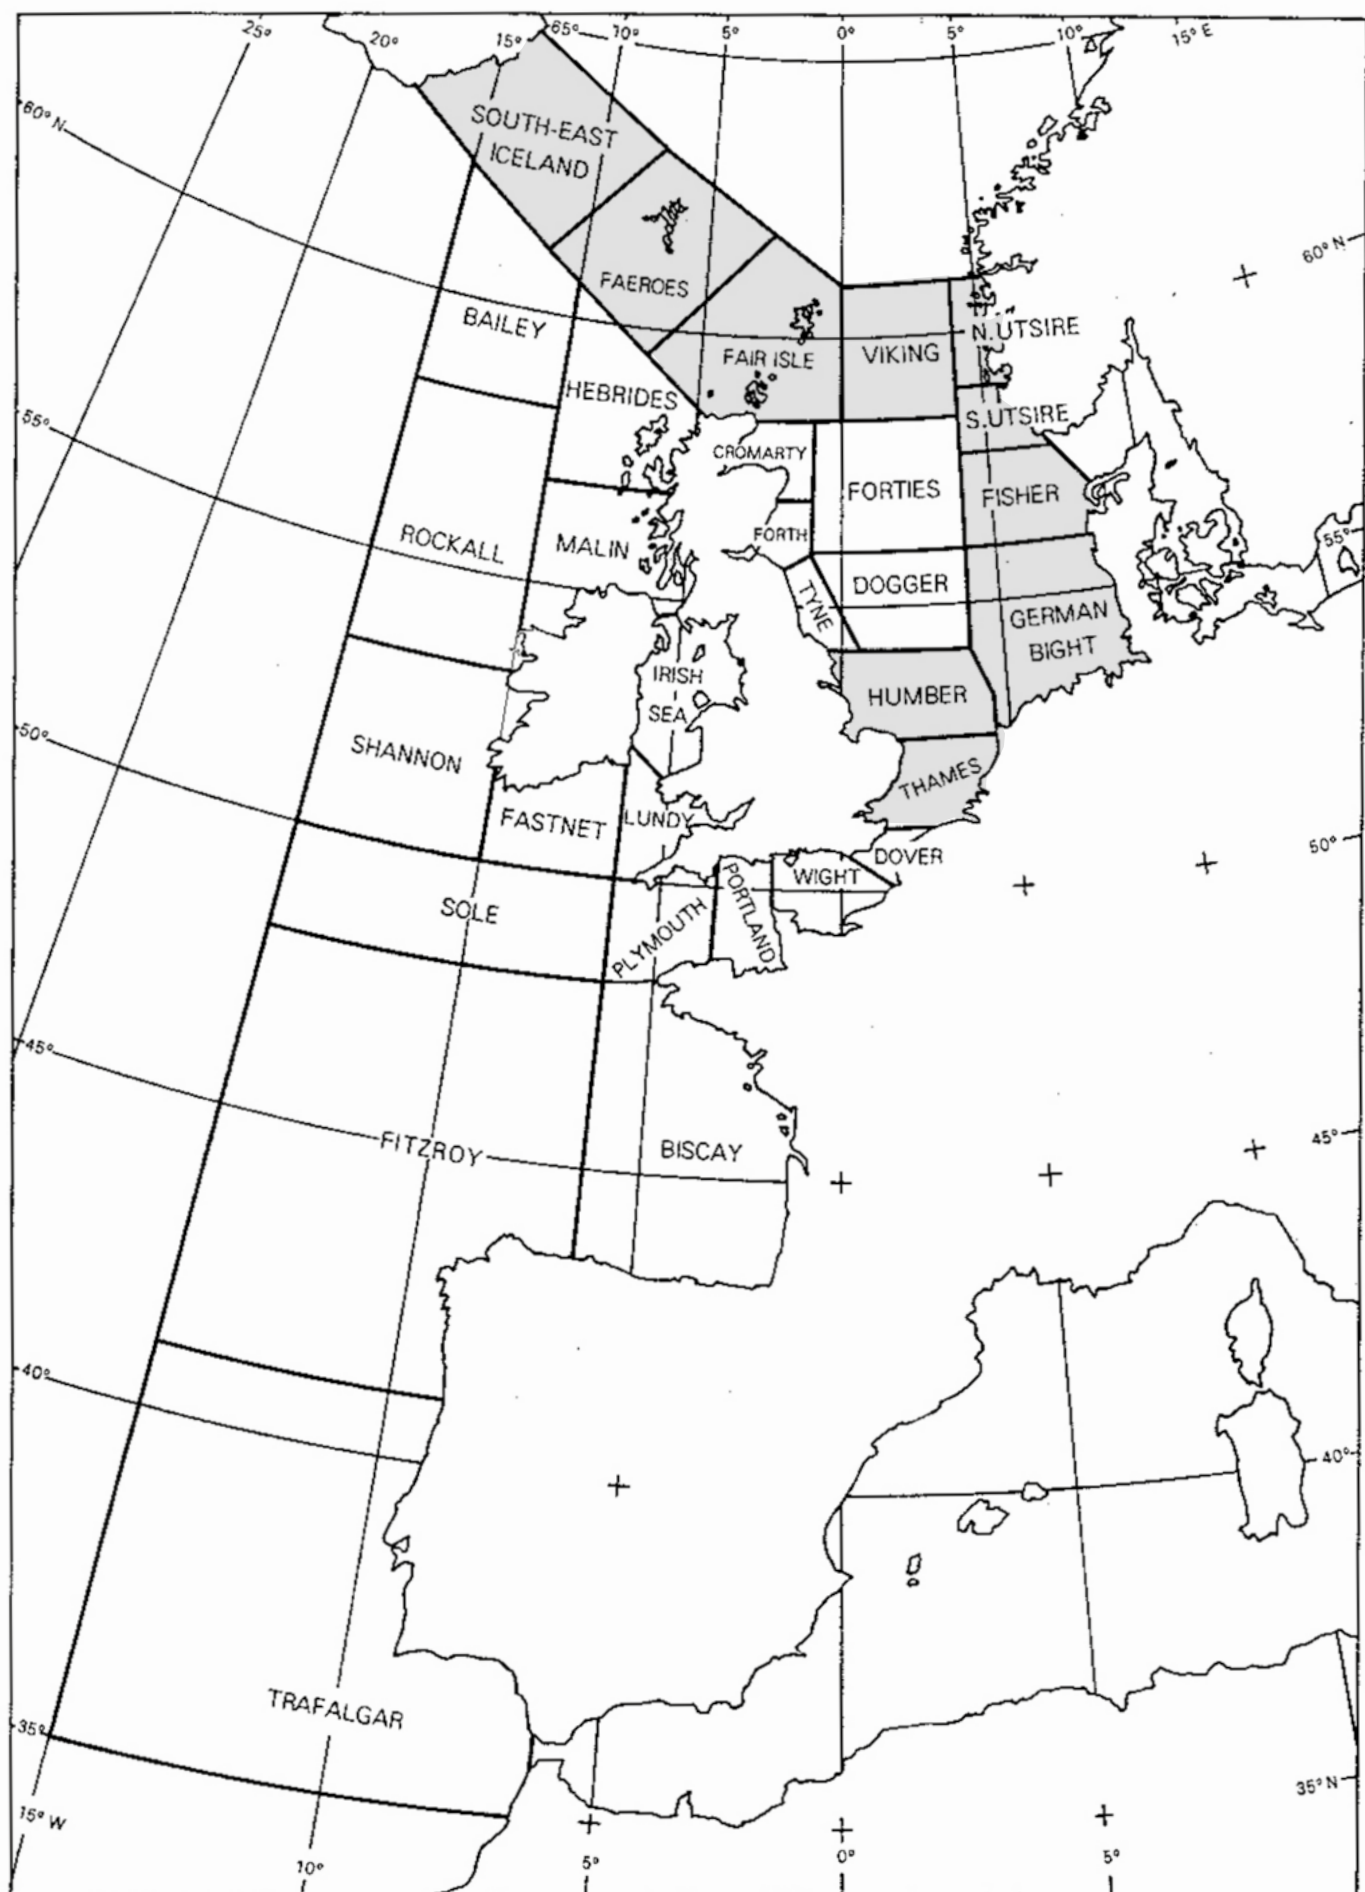 25°
20°
15°
65°
10°
5°
0°
5°
10°
15° E
60° N
SOUTH-EAST
ICELAND
60° N
FAEROES
BAILEY
N.UTSIRE
FAIR ISLE
VIKING
HEBRIDES
S.UTSIRE
55°
CROMARTY
FORTIES
FISHER
ROCKALL
MALIN
FORTH
55°
DOGGER
TYNE
GERMAN
BIGHT
IRISH
SEA
HUMBER
50°
SHANNON
THAMES
FASTNET
LUNDY
50°
DOVER
WIGHT
SOLE
PORTLAND
PLYMOUTH
45°
FITZROY
BISCAY
45°
40°
40°
TRAFALGAR
35°
35° N
15° W
10°
5°
0°
5°